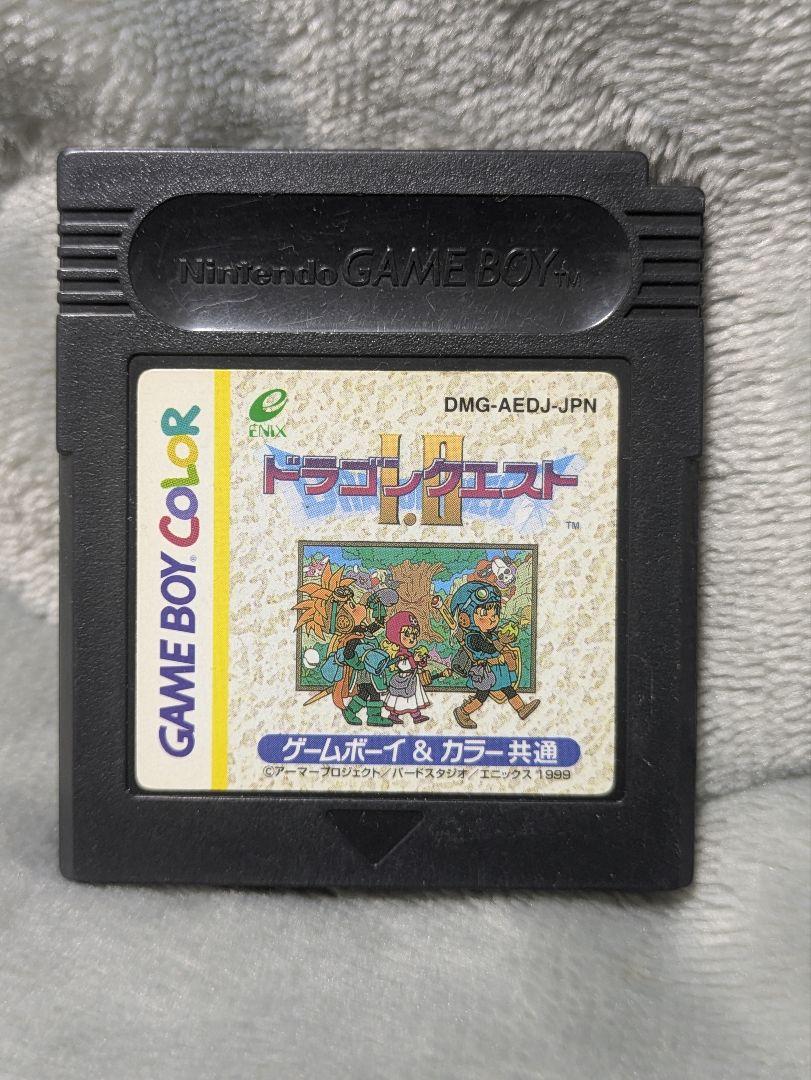 Nintendo GAME BOY TM
GAME BOY COLOR
ENIX
DMG-AEDJ-JPN
ドラゴンクエスト
I・II
TM
ゲームボーイ & カラー共通
©アーマープロジェクト/バードスタジオ/エニックス 1999